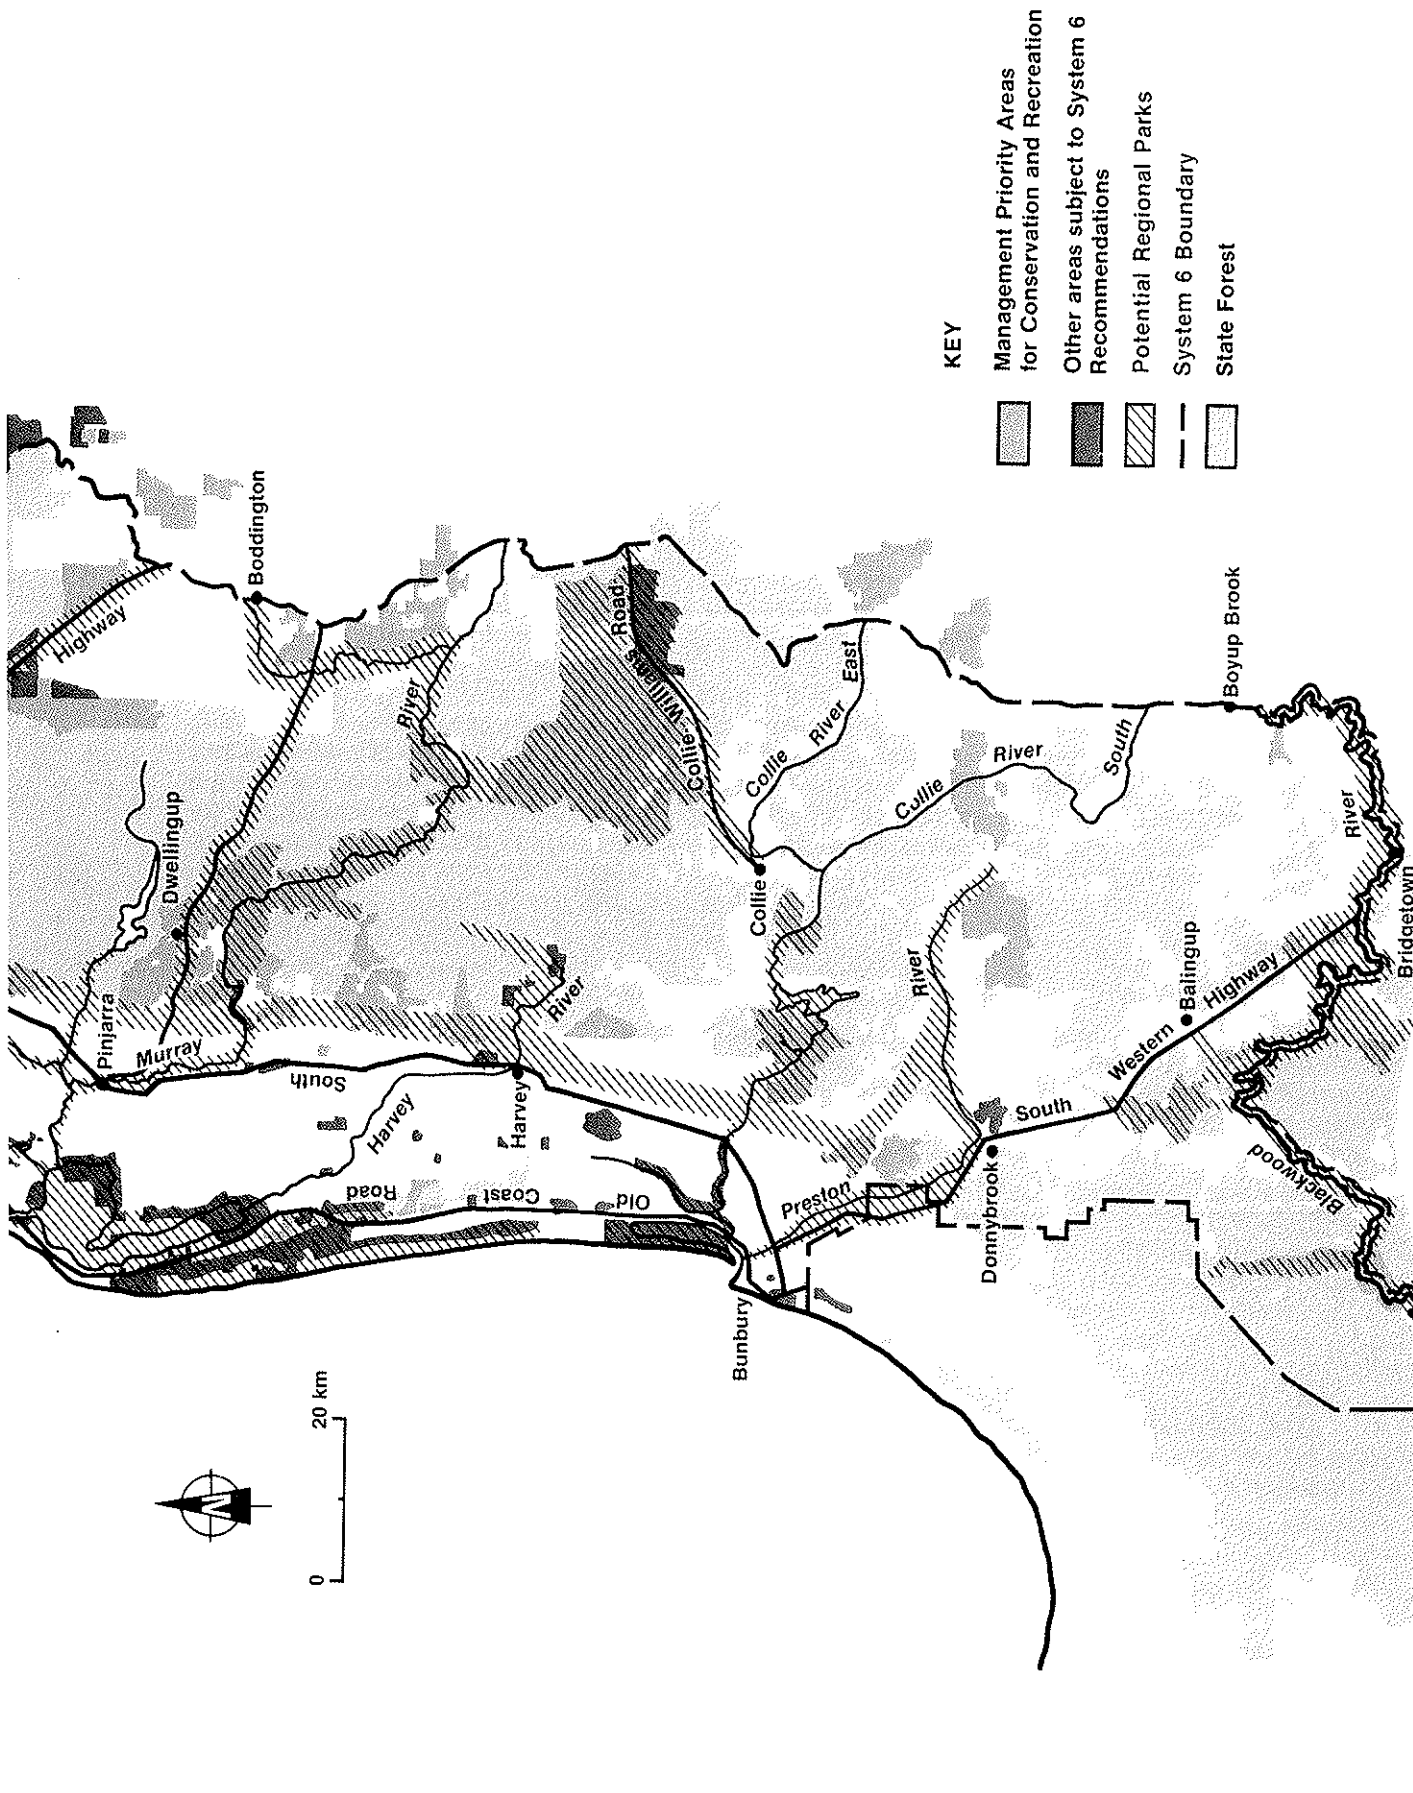 KEY
Management Priority Areas
for Conservation and Recreation
Other areas subject to System 6
Recommendations
Potential Regional Parks
System 6 Boundary
State Forest
N
0
20 km
Highway
Boddington
Dwellingup
Pinjarra
Murray
River
South
Harvey
Harvey
River
Old
Coast
Road
Road
Collie-Williams
Collie
Collie
River
East
Collie
River
South
Bunbury
Preston
River
Donnybrook
South
Western
Highway
Balingup
Boyup Brook
Blackwood
River
Bridgetown